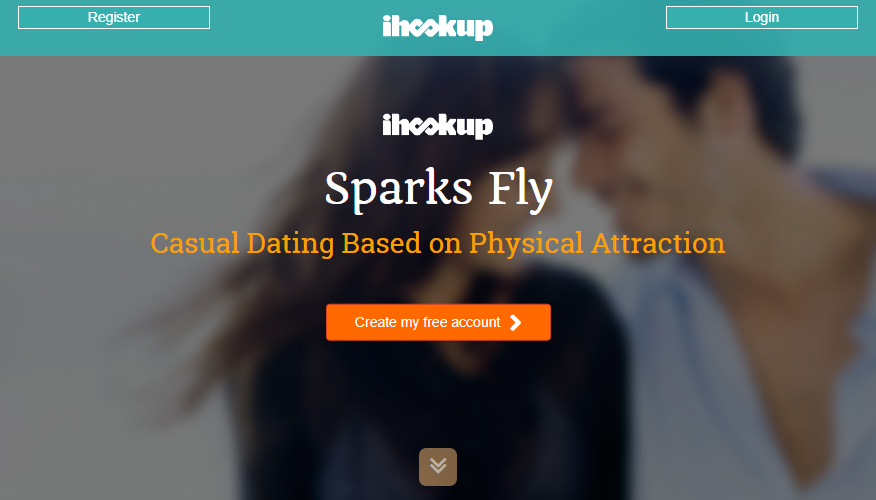 Register
ihookup
Login
ihookup
Sparks Fly
Casual Dating Based on Physical Attraction
Create my free account